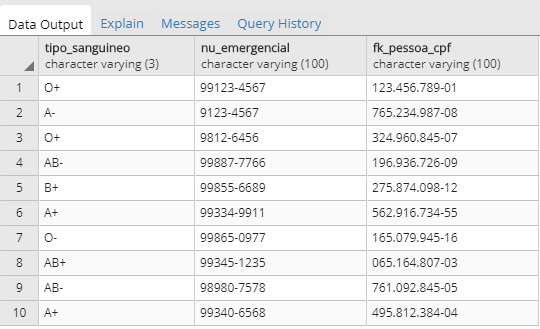 Data Output Explain Messages Query History
tipo_sanguineo nu_emergencial fk_pessoa_cpf
character varying (3) character varying (100) character varying (100)
1 O+ 99123-4567 123.456.789-01
2 A- 9123-4567 765.234.987-08
3 O+ 9812-6456 324.960.845-07
4 AB- 99887-7766 196.936.726-09
5 B+ 99855-6689 275.874.098-12
6 A+ 99334-9911 562.916.734-55
7 O- 99865-0977 165.079.945-16
8 AB+ 99345-1235 065.164.807-03
9 AB- 98980-7578 761.092.845-05
10 A+ 99340-6568 495.812.384-04